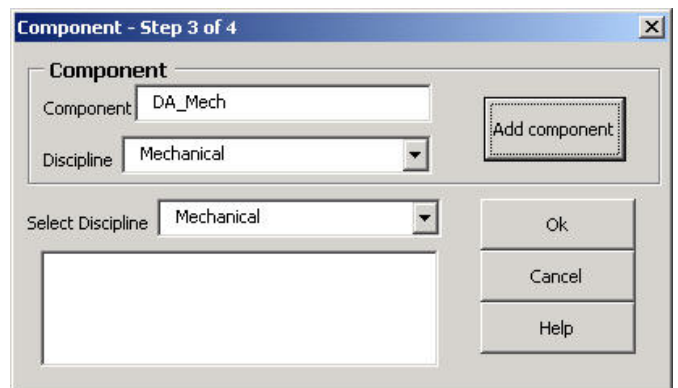 Component - Step 3 of 4
Component
Component DA_Mech
Add component
Discipline Mechanical
Select Discipline Mechanical
Ok
Cancel
Help